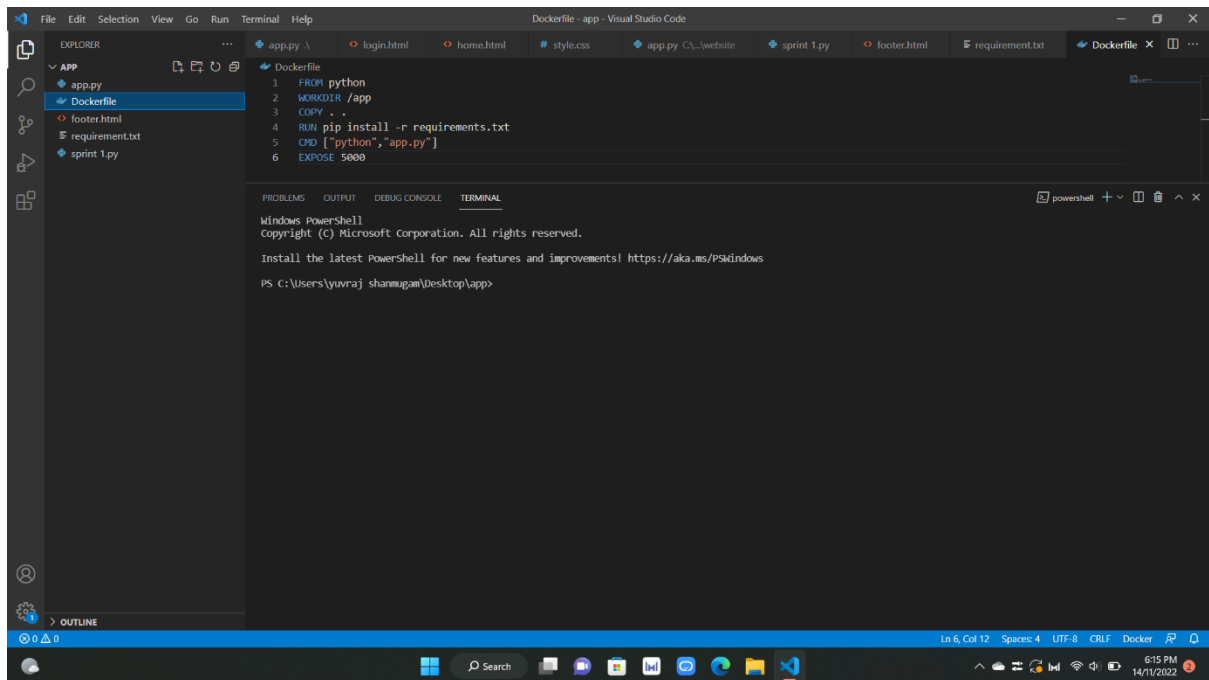 File Edit Selection View Go Run Terminal Help
Dockerfile - app - Visual Studio Code
EXPLORER
app.py .\
login.html
home.html
# style.css
app.py C:\...\website
sprint 1.py
footer.html
requirement.txt
Dockerfile
APP
app.py
Dockerfile
footer.html
requirement.txt
sprint 1.py
Dockerfile
1 FROM python
2 WORKDIR /app
3 COPY . .
4 RUN pip install -r requirements.txt
5 CMD ["python","app.py"]
6 EXPOSE 5000
PROBLEMS OUTPUT DEBUG CONSOLE TERMINAL
powershell
Windows PowerShell
Copyright (C) Microsoft Corporation. All rights reserved.
Install the latest PowerShell for new features and improvements! https://aka.ms/PSWindows
PS C:\Users\yuvraj shanmugam\Desktop\app>
1
OUTLINE
0 0
Ln 6, Col 12 Spaces: 4 UTF-8 CRLF Docker
Search
6:15 PM
14/11/2022
2